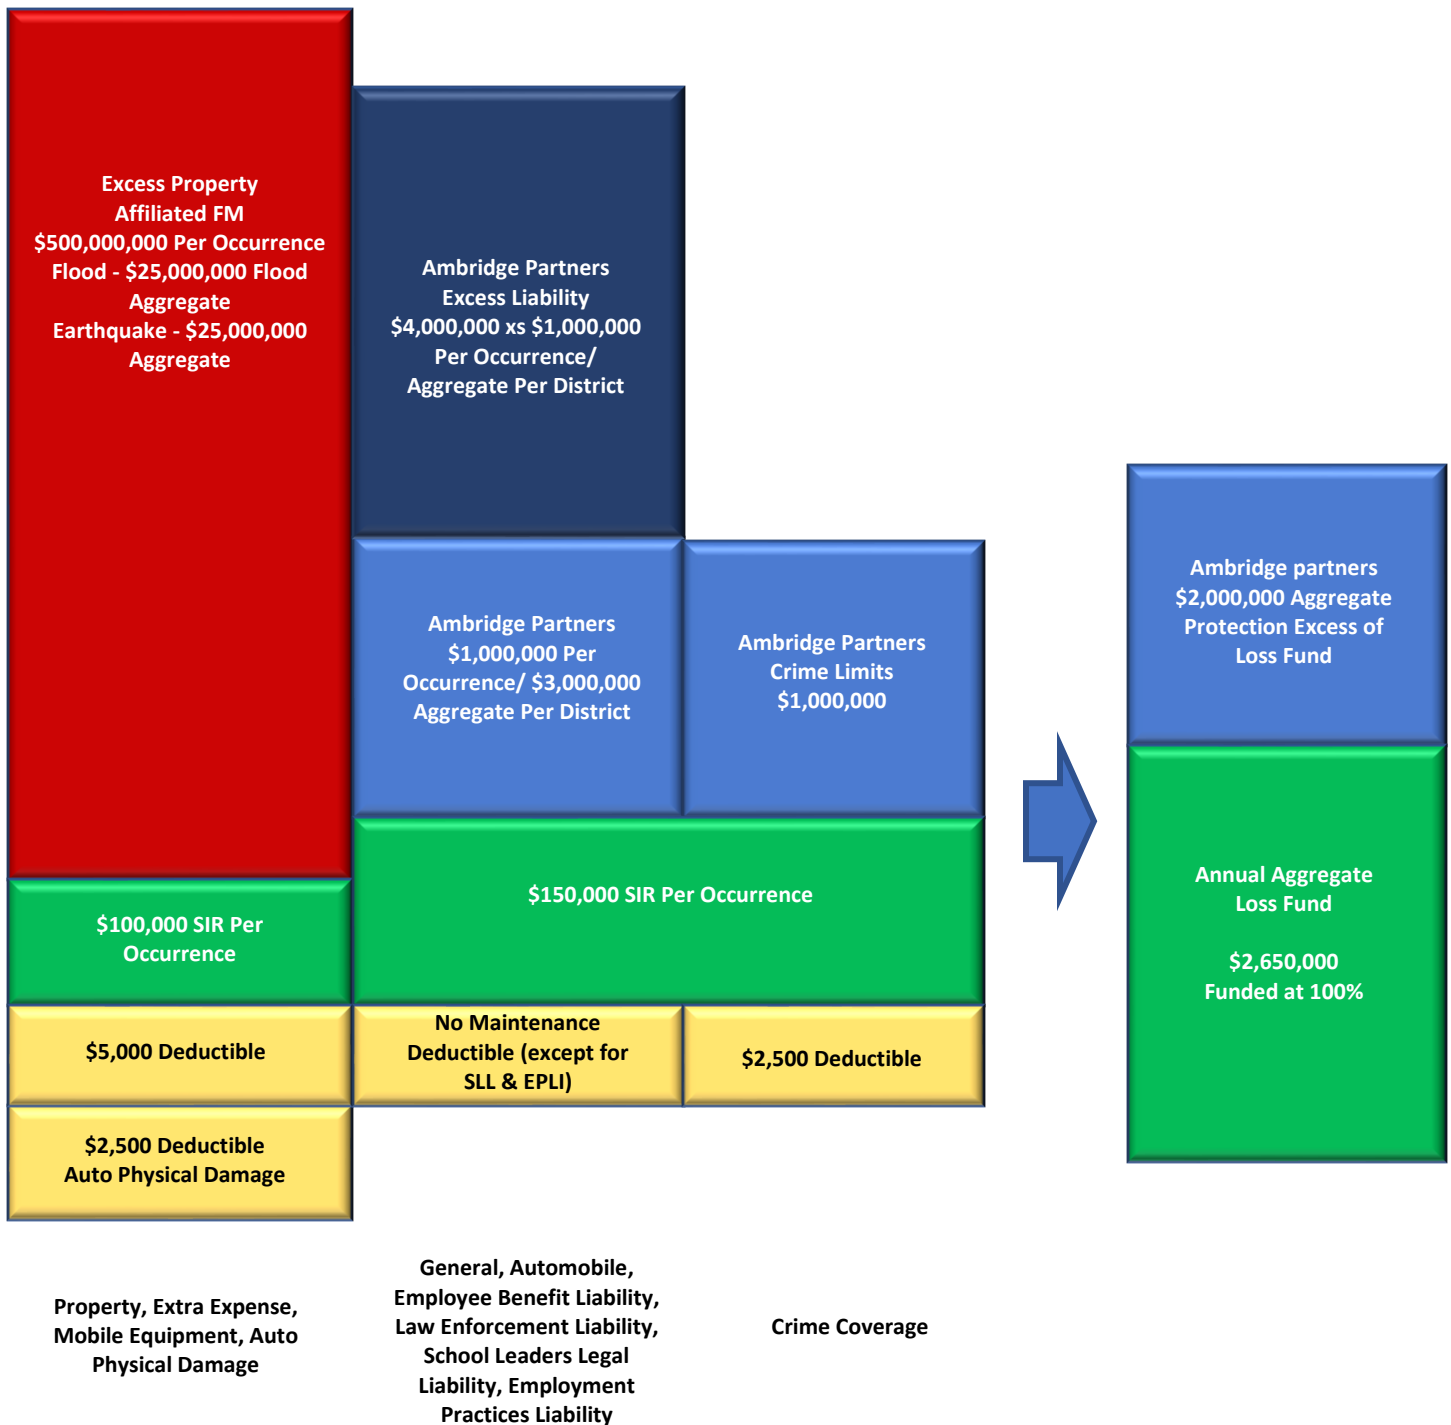 Excess Property
Affiliated FM
$500,000,000 Per Occurrence
Flood - $25,000,000 Flood
Aggregate
Earthquake - $25,000,000
Aggregate
Ambridge Partners
Excess Liability
$4,000,000 xs $1,000,000
Per Occurrence/
Aggregate Per District
Ambridge Partners
$1,000,000 Per
Occurrence/ $3,000,000
Aggregate Per District
Ambridge Partners
Crime Limits
$1,000,000
Ambridge partners
$2,000,000 Aggregate
Protection Excess of
Loss Fund
$100,000 SIR Per
Occurrence
$150,000 SIR Per Occurrence
Annual Aggregate
Loss Fund
$2,650,000
Funded at 100%
$5,000 Deductible
No Maintenance
Deductible (except for
SLL & EPLI)
$2,500 Deductible
$2,500 Deductible
Auto Physical Damage
Property, Extra Expense,
Mobile Equipment, Auto
Physical Damage
General, Automobile,
Employee Benefit Liability,
Law Enforcement Liability,
School Leaders Legal
Liability, Employment
Practices Liability
Crime Coverage